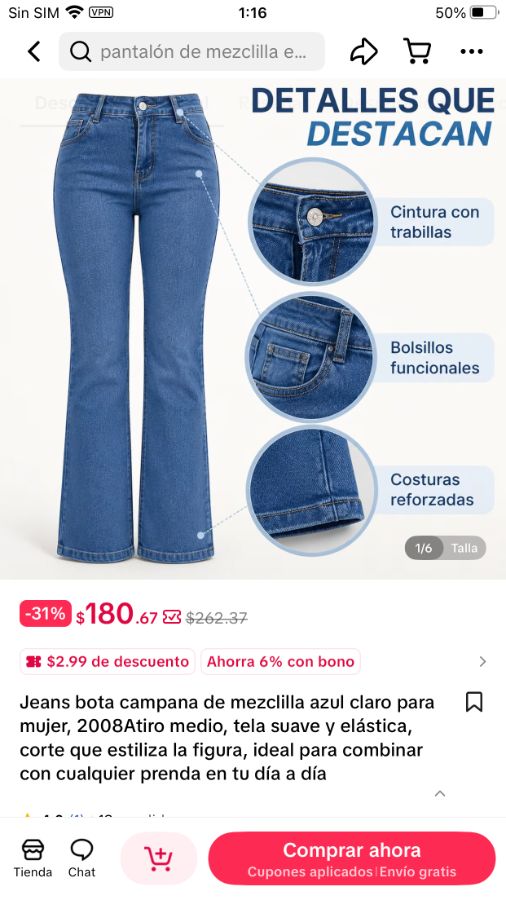 Sin SIM VPN 1:16 50%
pantalón de mezclilla e...
DETALLES QUE
DESTACAN
Cintura con
trabillas
Bolsillos
funcionales
Costuras
reforzadas
1/6 Talla
-31% $180.67 $262.37
$2.99 de descuento Ahorra 6% con bono
Jeans bota campana de mezclilla azul claro para
mujer, 2008Atiro medio, tela suave y elástica,
corte que estiliza la figura, ideal para combinar
con cualquier prenda en tu día a día
Tienda Chat
Comprar ahora
Cupones aplicados|Envío gratis